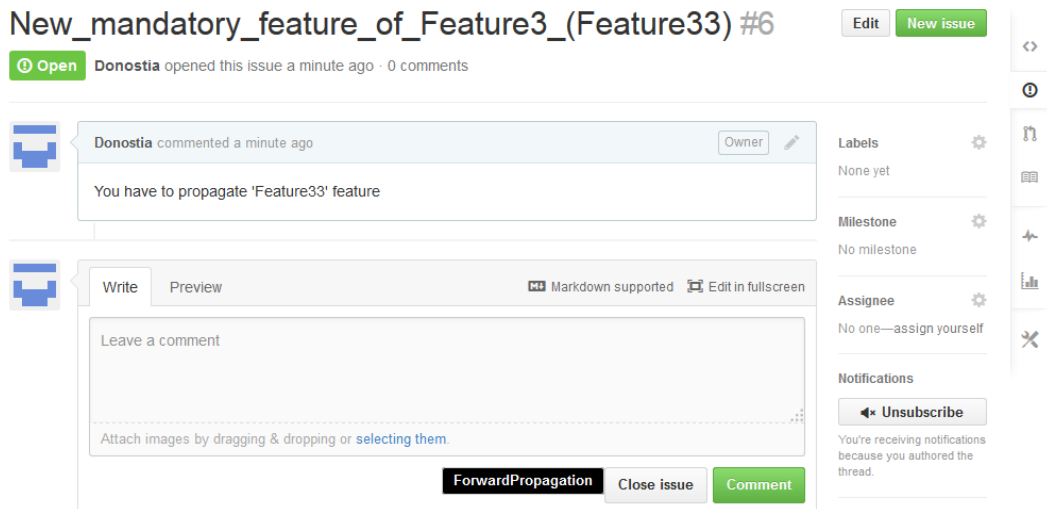 New_mandatory_feature_of_Feature3_(Feature33) #6
Edit
New issue
Open
Donostia opened this issue a minute ago · 0 comments
Donostia commented a minute ago
Owner
You have to propagate 'Feature33' feature
Labels
None yet
Milestone
No milestone
Assignee
No one—assign yourself
Notifications
Unsubscribe
You're receiving notifications
because you authored the
thread.
Write
Preview
Markdown supported
Edit in fullscreen
Leave a comment
Attach images by dragging & dropping or selecting them.
ForwardPropagation
Close issue
Comment